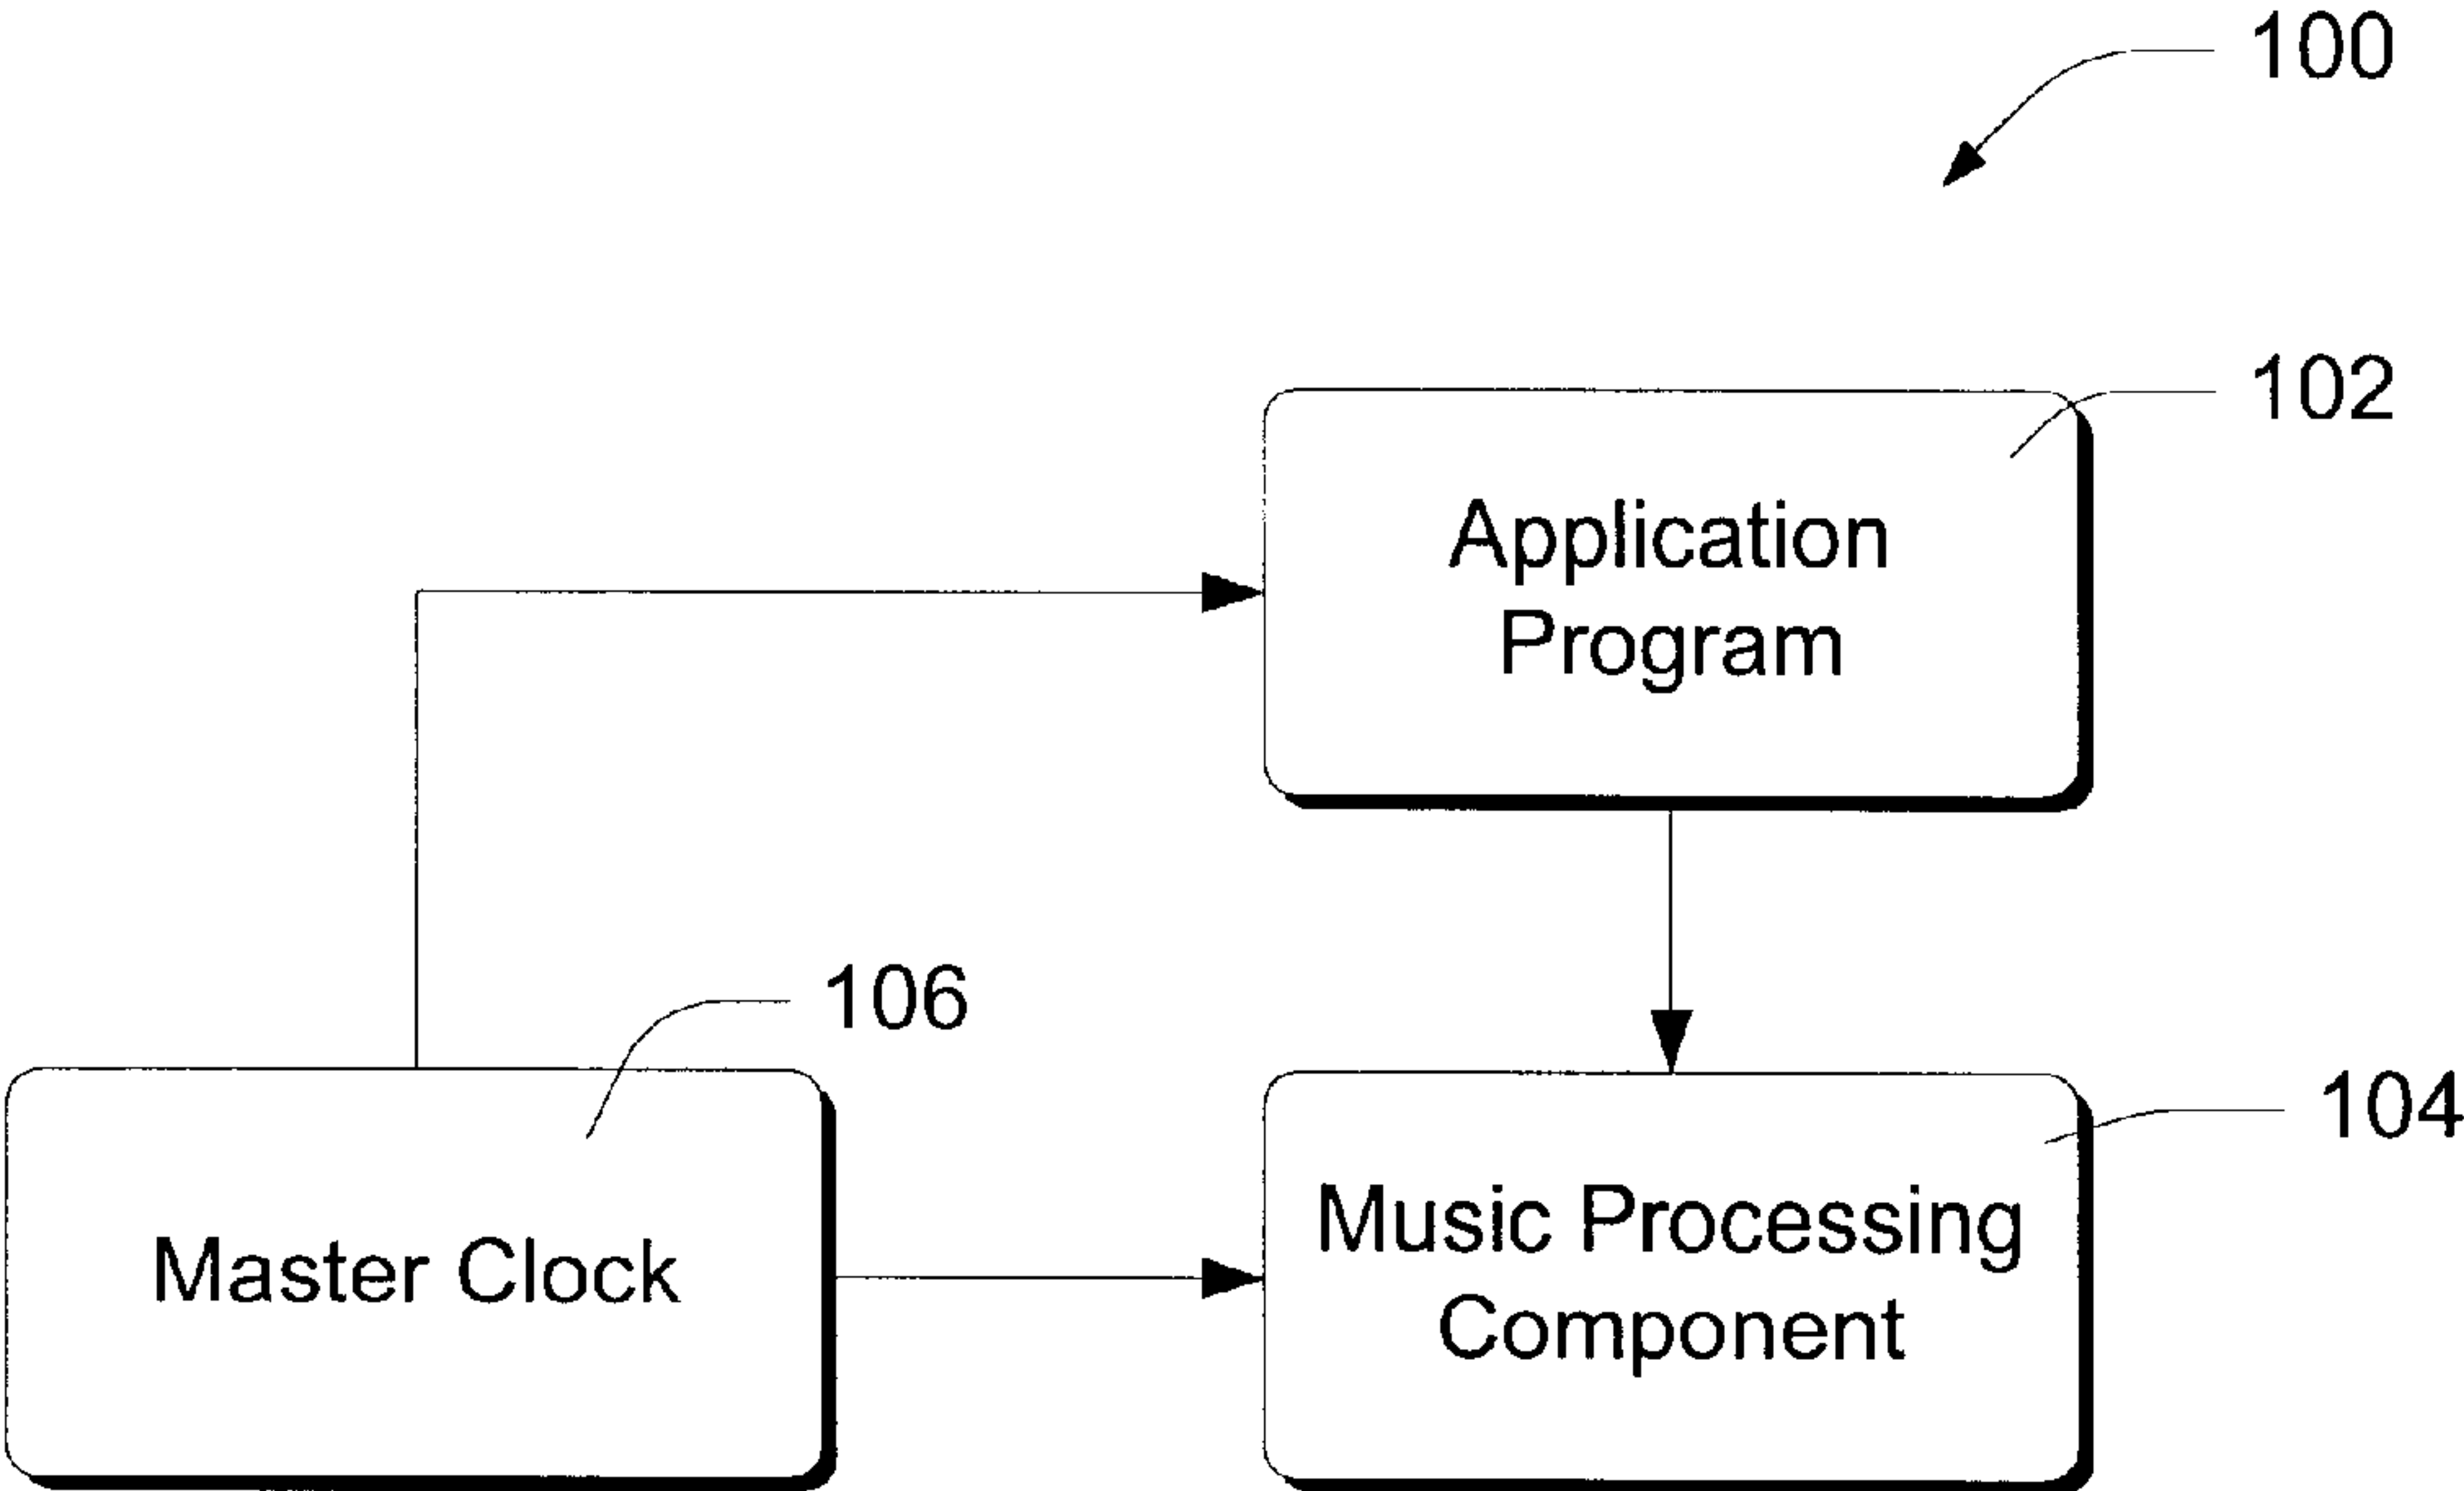 100
102
Application
Program
106
104
Master Clock
Music Processing
Component